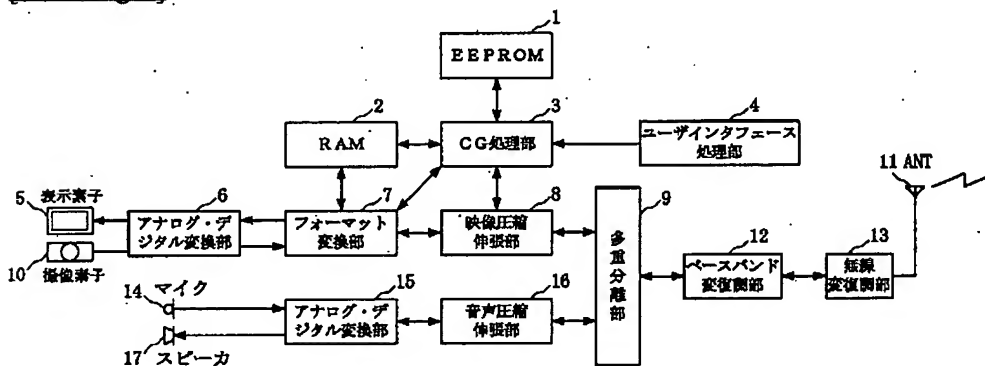 1
EEPROM
2
RAM
3
CG処理部
4
ユーザインタフェース
処理部
11 ANT
表示素子
5
6
アナログ・デ
ジタル変換部
7
フォーマット
変換部
8
映像圧縮
伸張部
9
多重分離部
12
ベースバンド
変復調部
13
無線
変復調部
10
撮像素子
14
マイク
15
アナログ・デ
ジタル変換部
16
音声圧縮
伸張部
17
スピーカ